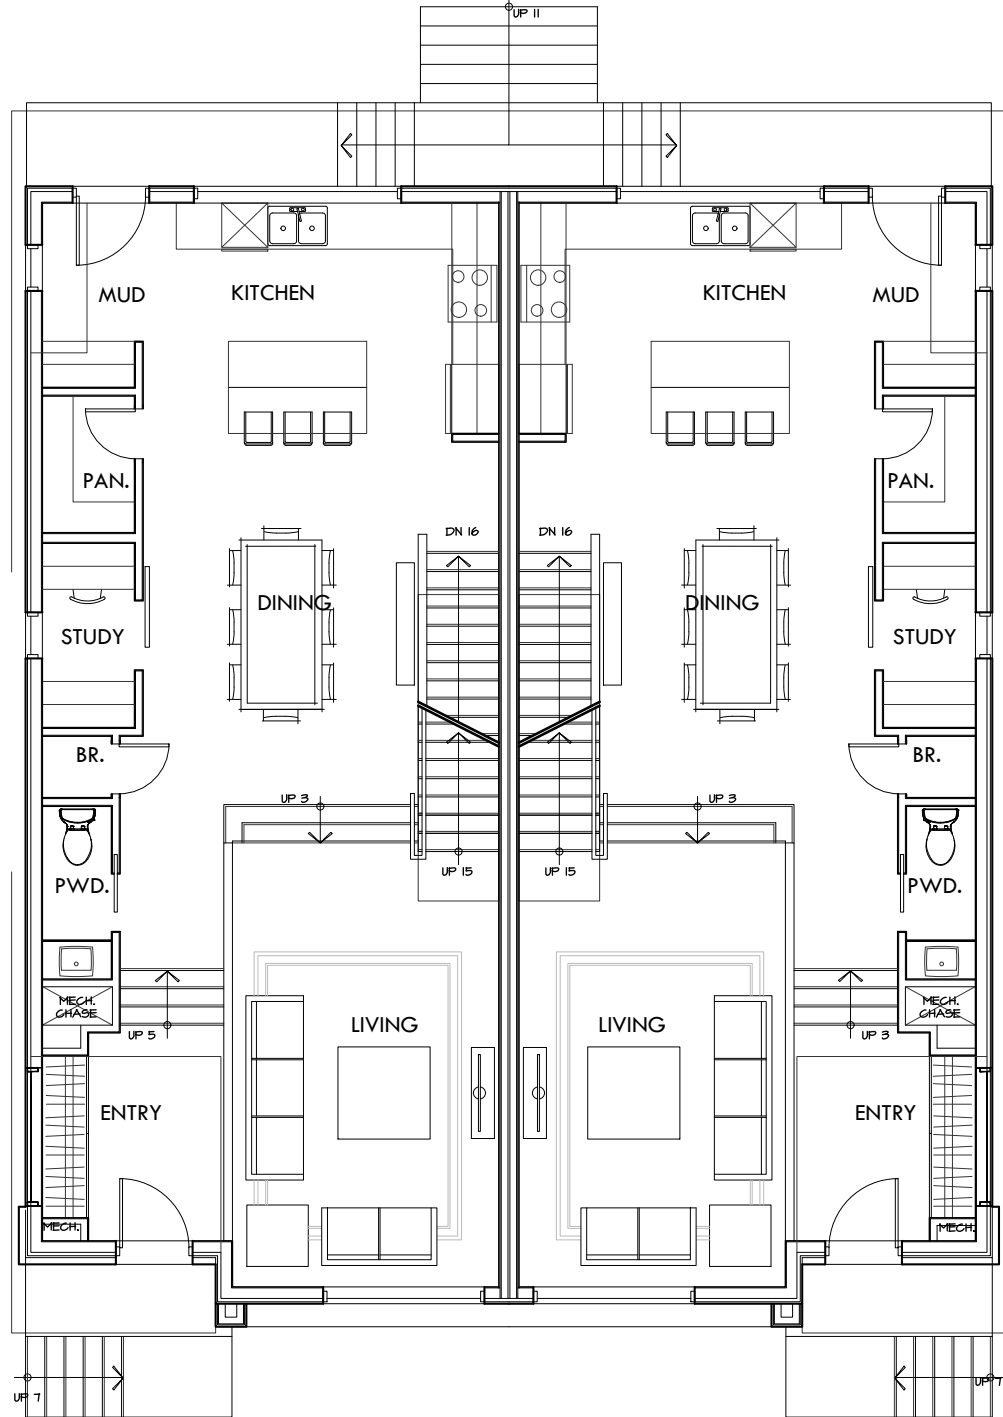 UP 11
MUD
KITCHEN
KITCHEN
MUD
PAN.
PAN.
DN 16
DN 16
DINING
DINING
STUDY
STUDY
BR.
BR.
UP 3
UP 3
UP 15
UP 15
PWD.
PWD.
MECH.
CHASE
MECH.
CHASE
LIVING
LIVING
UP 5
UP 3
ENTRY
ENTRY
MECH.
MECH.
UP 7
UP 7